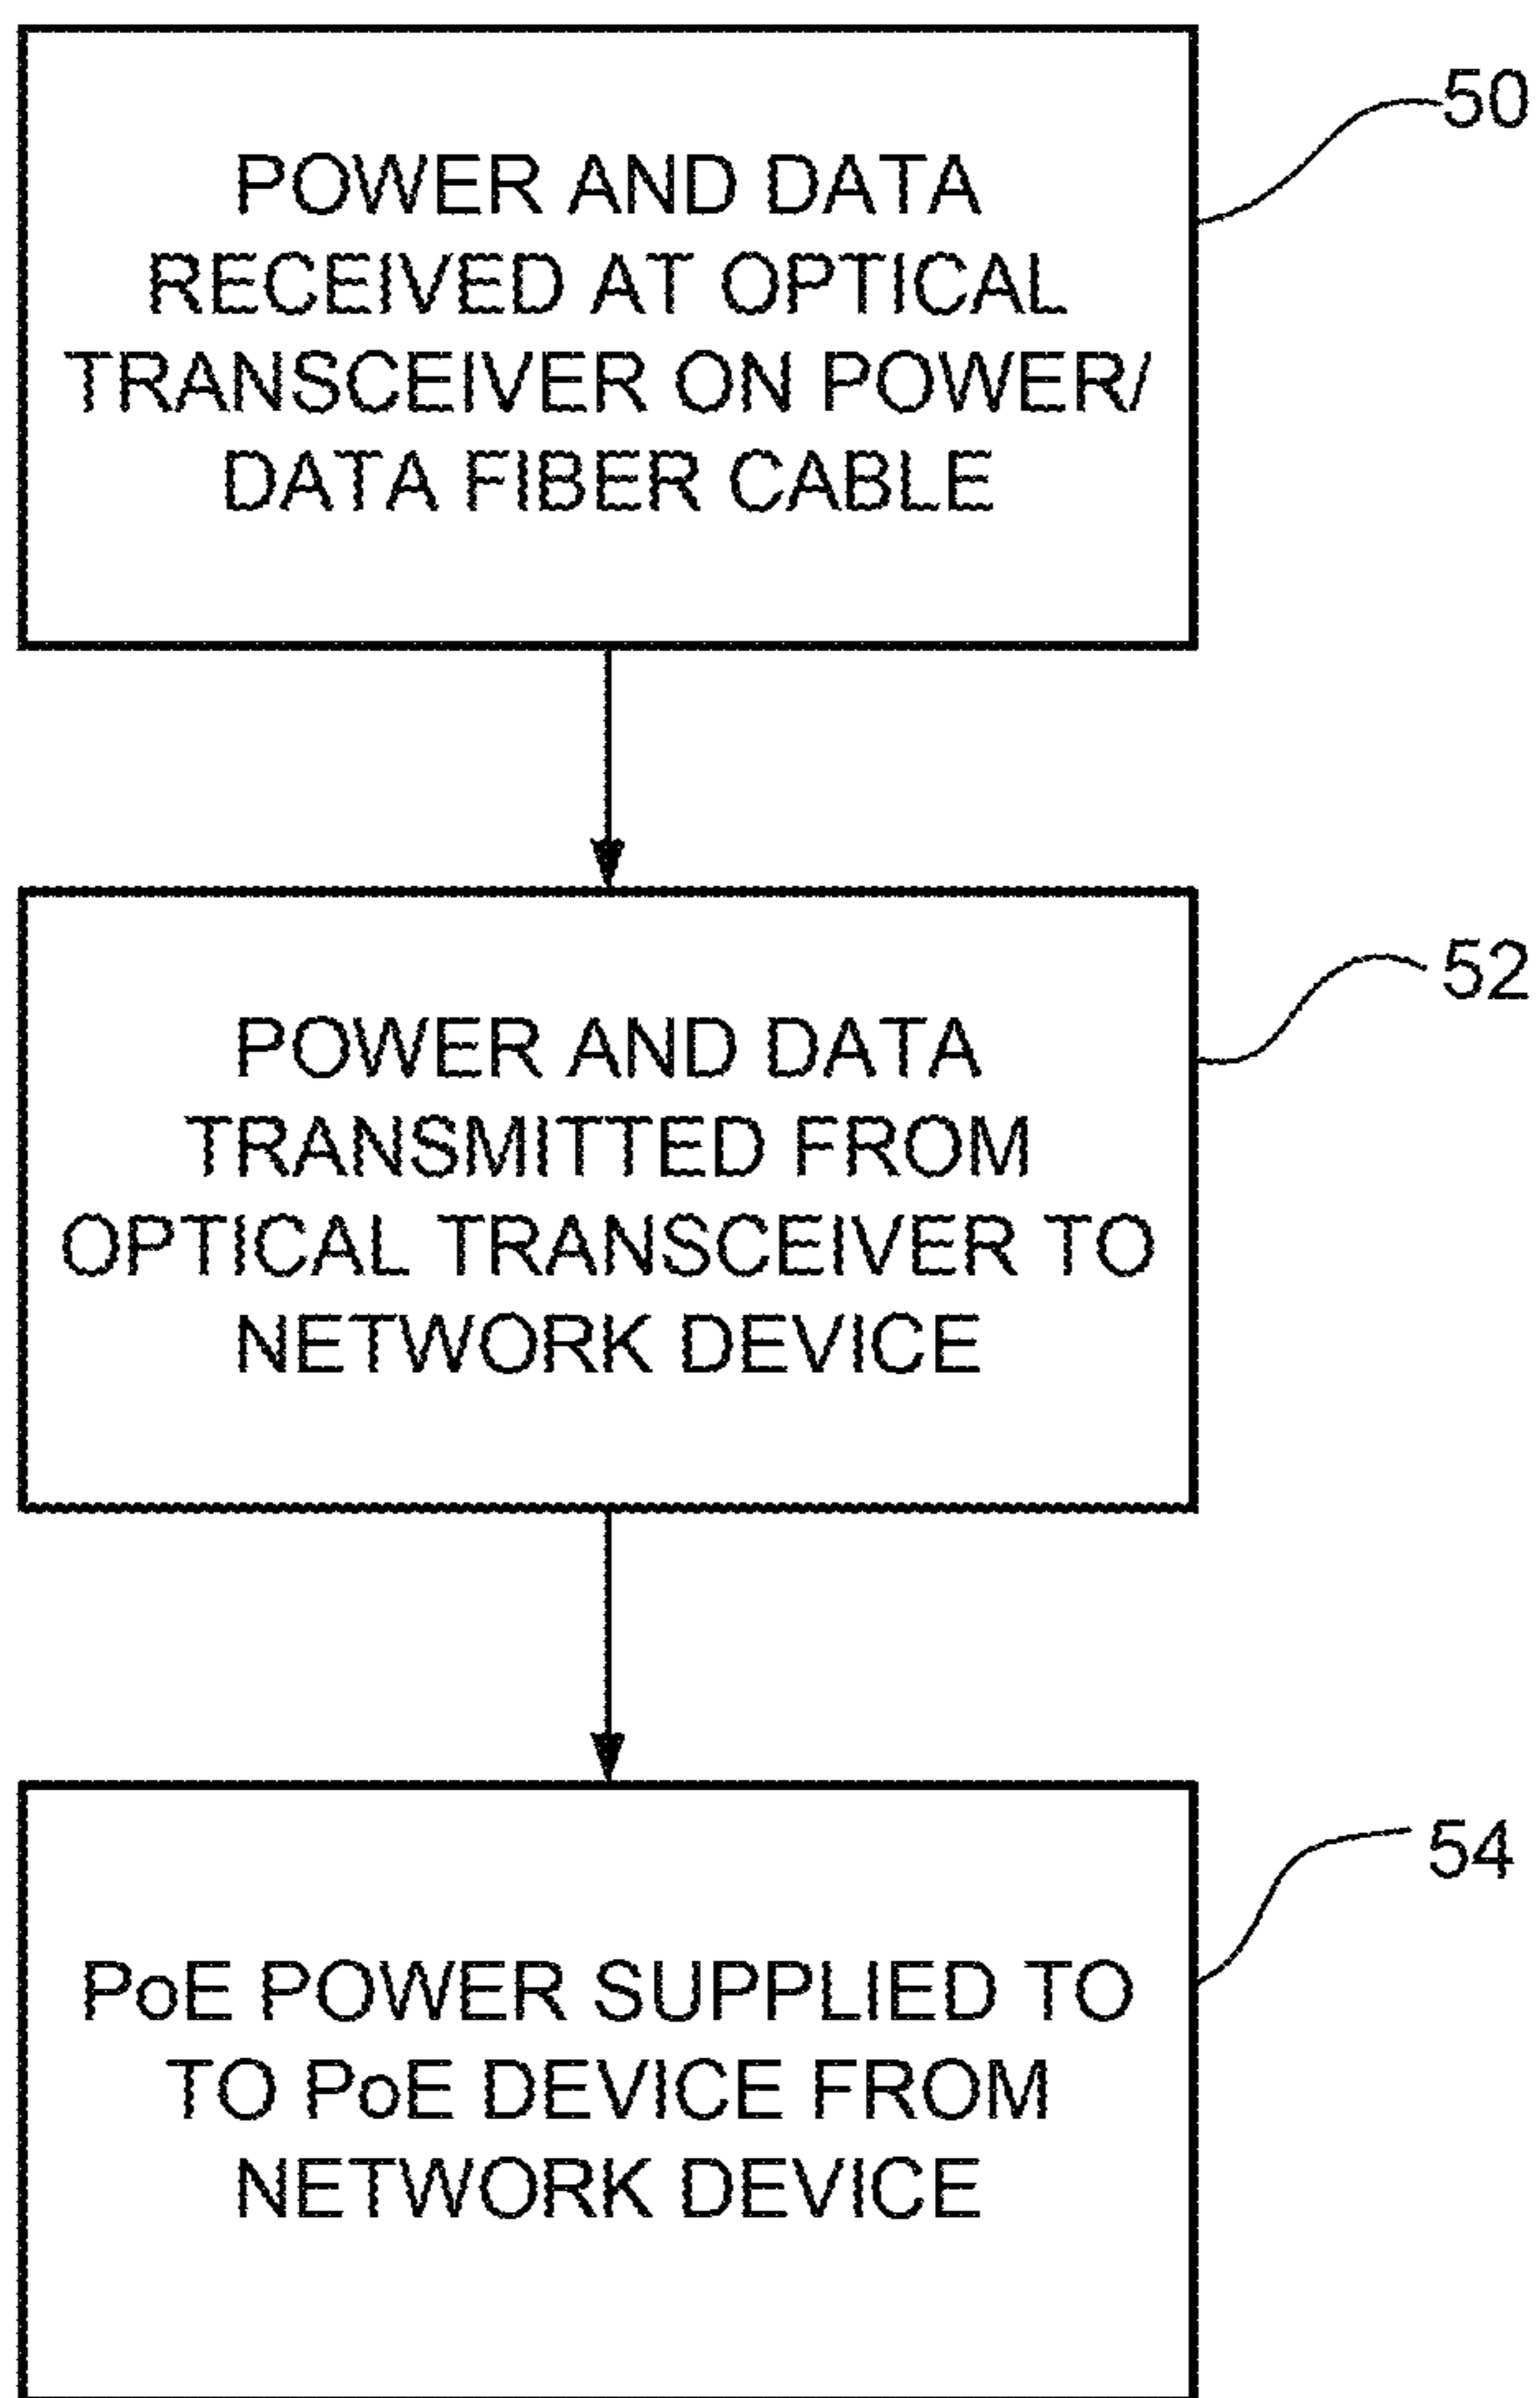 POWER AND DATA
RECEIVED AT OPTICAL
TRANSCEIVER ON POWER/
DATA FIBER CABLE
50
POWER AND DATA
TRANSMITTED FROM
OPTICAL TRANSCEIVER TO
NETWORK DEVICE
52
PoE POWER SUPPLIED TO
TO PoE DEVICE FROM
NETWORK DEVICE
54